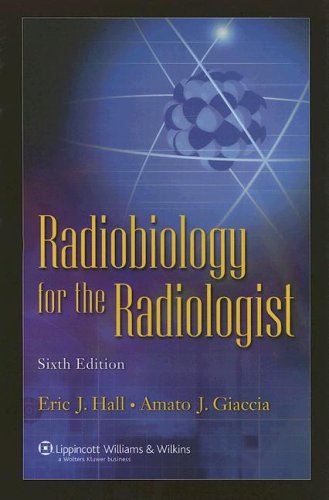 Radiobiology
for the Radiologist
Sixth Edition
Eric J. Hall • Amato J. Giaccia
Lippincott Williams & Wilkins
a Wolters Kluwer business